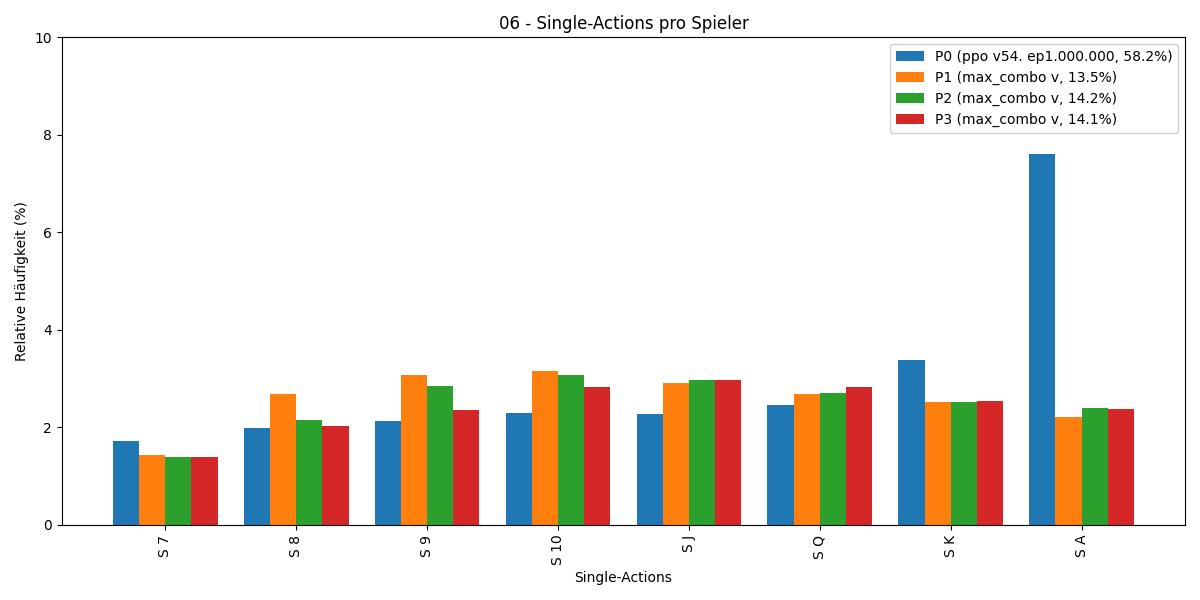 06 - Single-Actions pro Spieler
10
8
6
4
2
0
Relative Häufigkeit (%)
P0 (ppo v54. ep1.000.000, 58.2%)
P1 (max_combo v, 13.5%)
P2 (max_combo v, 14.2%)
P3 (max_combo v, 14.1%)
S 7
S 8
S 9
S 10
S J
S Q
S K
S A
Single-Actions